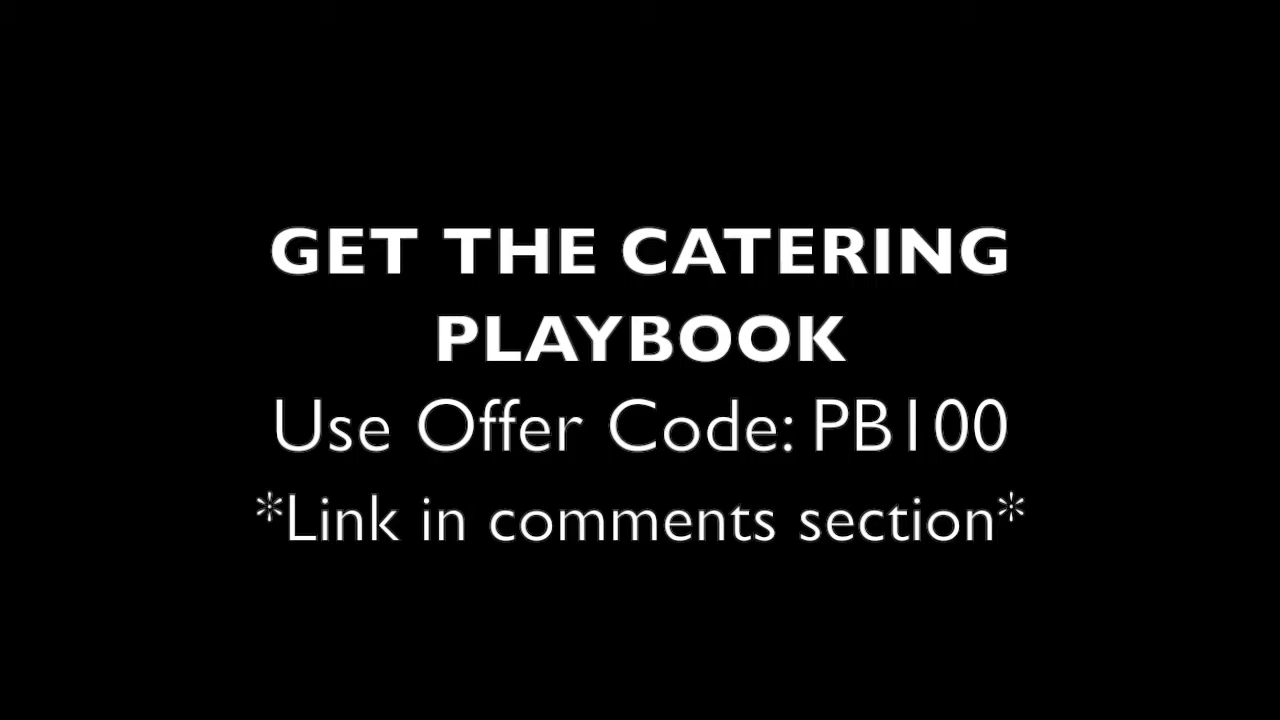 GET THE CATERING
PLAYBOOK
Use Offer Code: PB100
*Link in comments section*